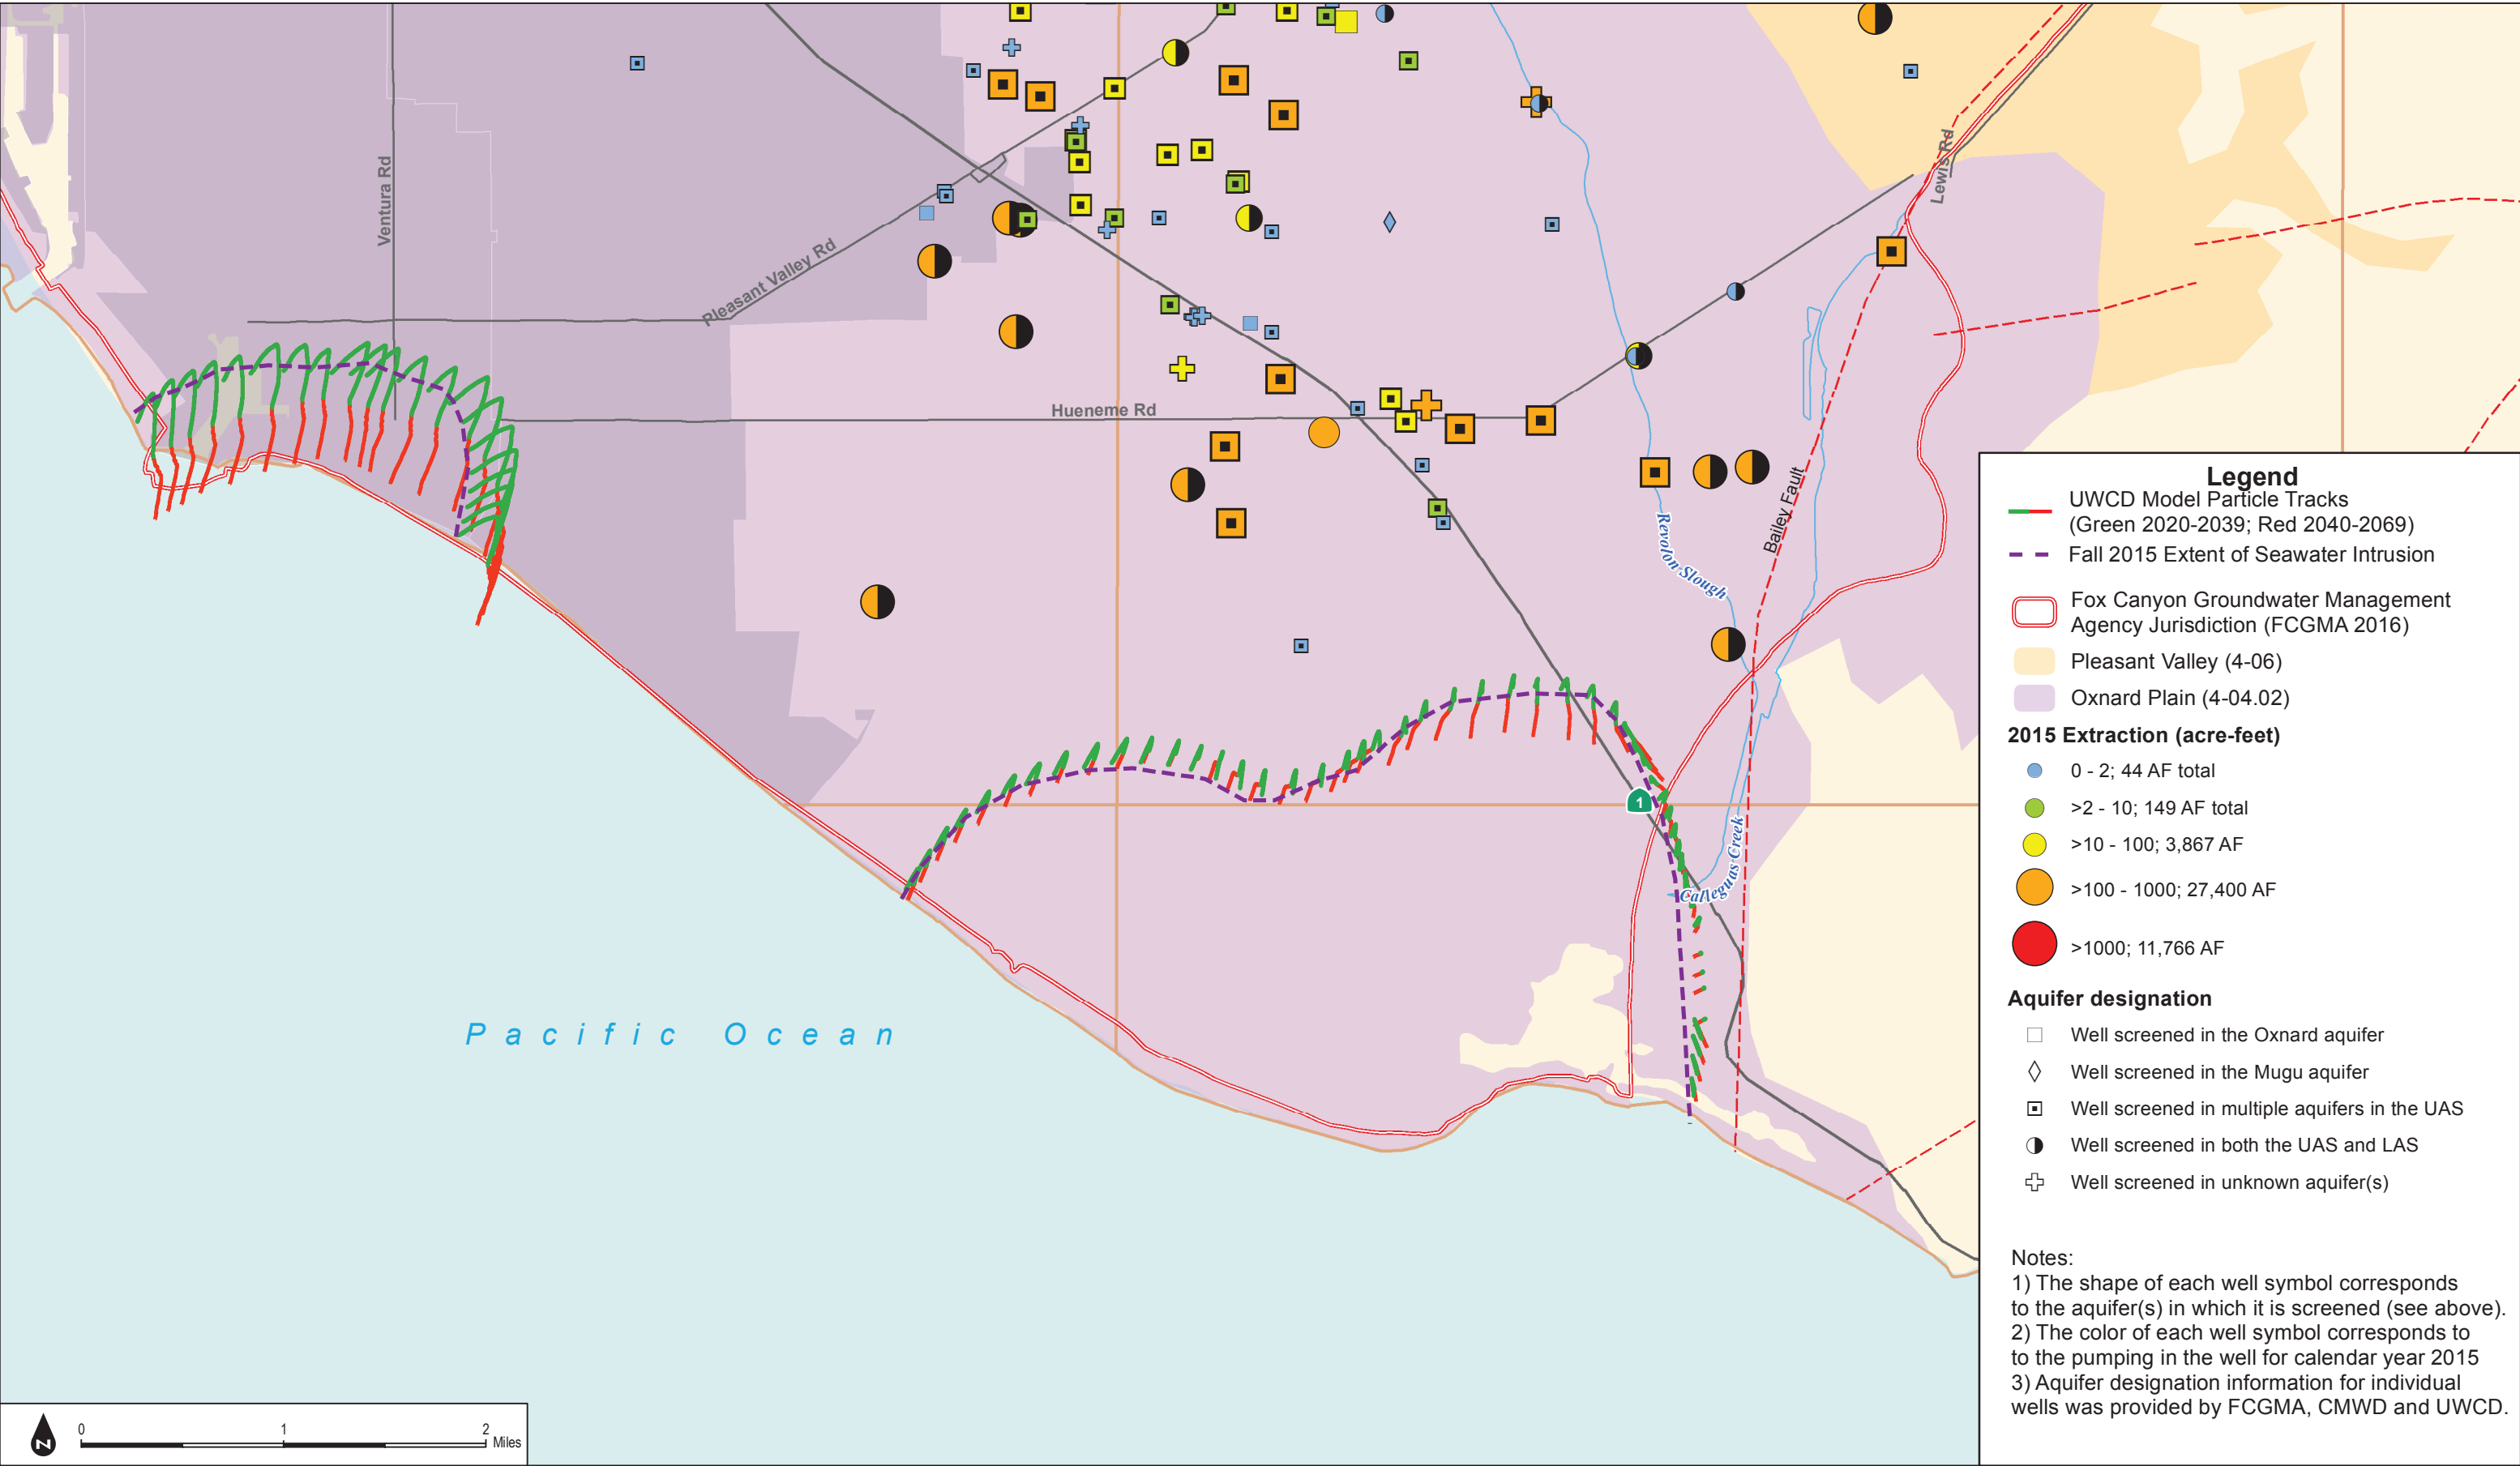 Ventura Rd
Pleasant Valley Rd
Lewis Rd
Hueneme Rd
Bailey Fault
Revolon Slough
1
Calleguas Creek
Pacific Ocean
N
0 1 2
Miles
Legend
UWCD Model Particle Tracks
(Green 2020-2039; Red 2040-2069)
Fall 2015 Extent of Seawater Intrusion
Fox Canyon Groundwater Management
Agency Jurisdiction (FCGMA 2016)
Pleasant Valley (4-06)
Oxnard Plain (4-04.02)
2015 Extraction (acre-feet)
0 - 2; 44 AF total
>2 - 10; 149 AF total
>10 - 100; 3,867 AF
>100 - 1000; 27,400 AF
>1000; 11,766 AF
Aquifer designation
Well screened in the Oxnard aquifer
Well screened in the Mugu aquifer
Well screened in multiple aquifers in the UAS
Well screened in both the UAS and LAS
Well screened in unknown aquifer(s)
Notes:
1) The shape of each well symbol corresponds
to the aquifer(s) in which it is screened (see above).
2) The color of each well symbol corresponds to
to the pumping in the well for calendar year 2015
3) Aquifer designation information for individual
wells was provided by FCGMA, CMWD and UWCD.